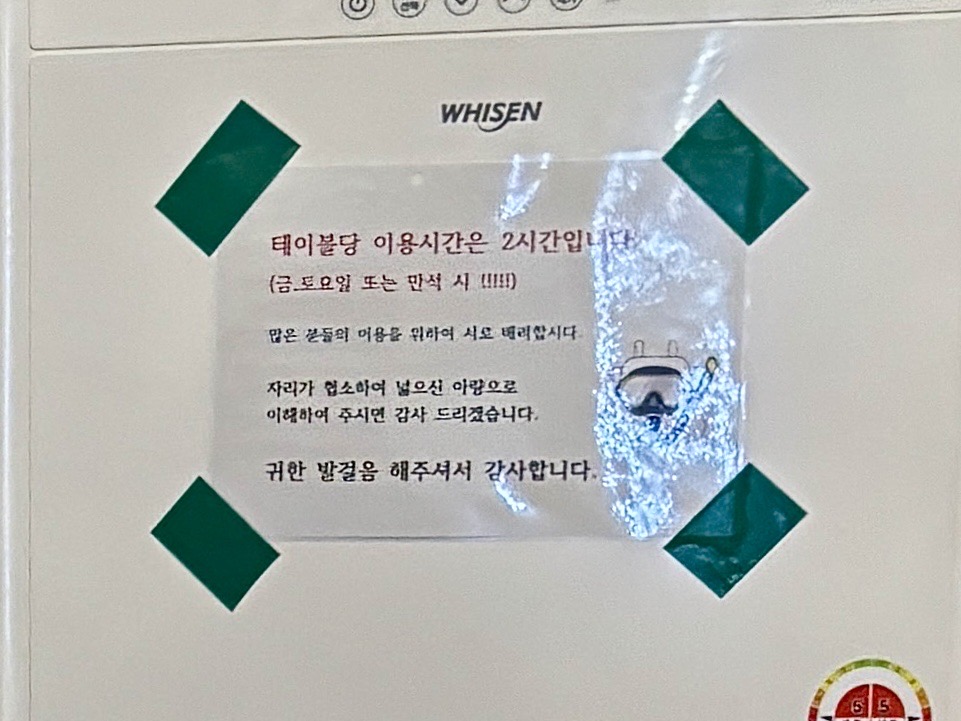 WHISEN
테이블당 이용시간은 2시간입니다
(금.토요일 또는 만석 시 !!!!!)
많은 분들의 이용을 위하여 서로 배려합시다.
자리가 협소하여 넓으신 아량으로
이해하여 주시면 감사 드리겠습니다.
귀한 발걸음 해주셔서 감사합니다.